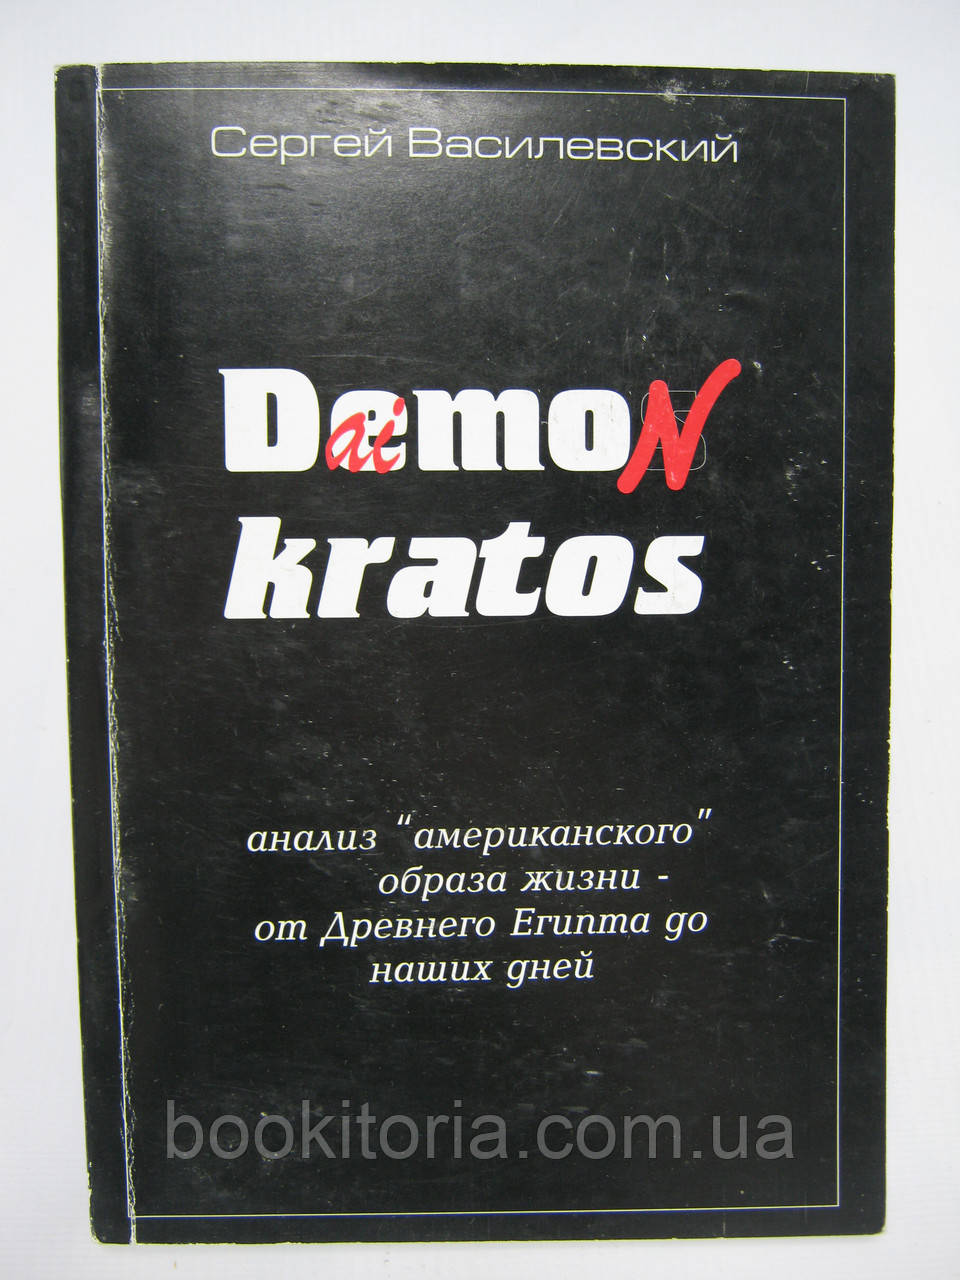 Сергей Василевский
DaimoN
kratos
анализ “американского”
образа жизни -
от Древнего Египта до
наших дней
bookitoria.com.ua